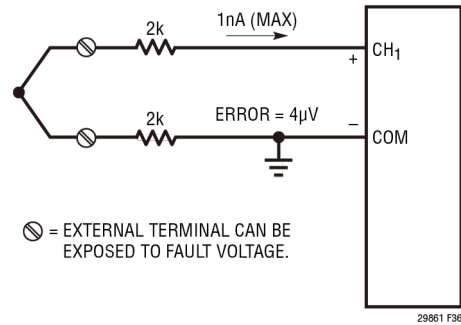 2k
1nA (MAX)
+
CH1
2k
ERROR = 4µV
–
COM
= EXTERNAL TERMINAL CAN BE
EXPOSED TO FAULT VOLTAGE.
29861 F36